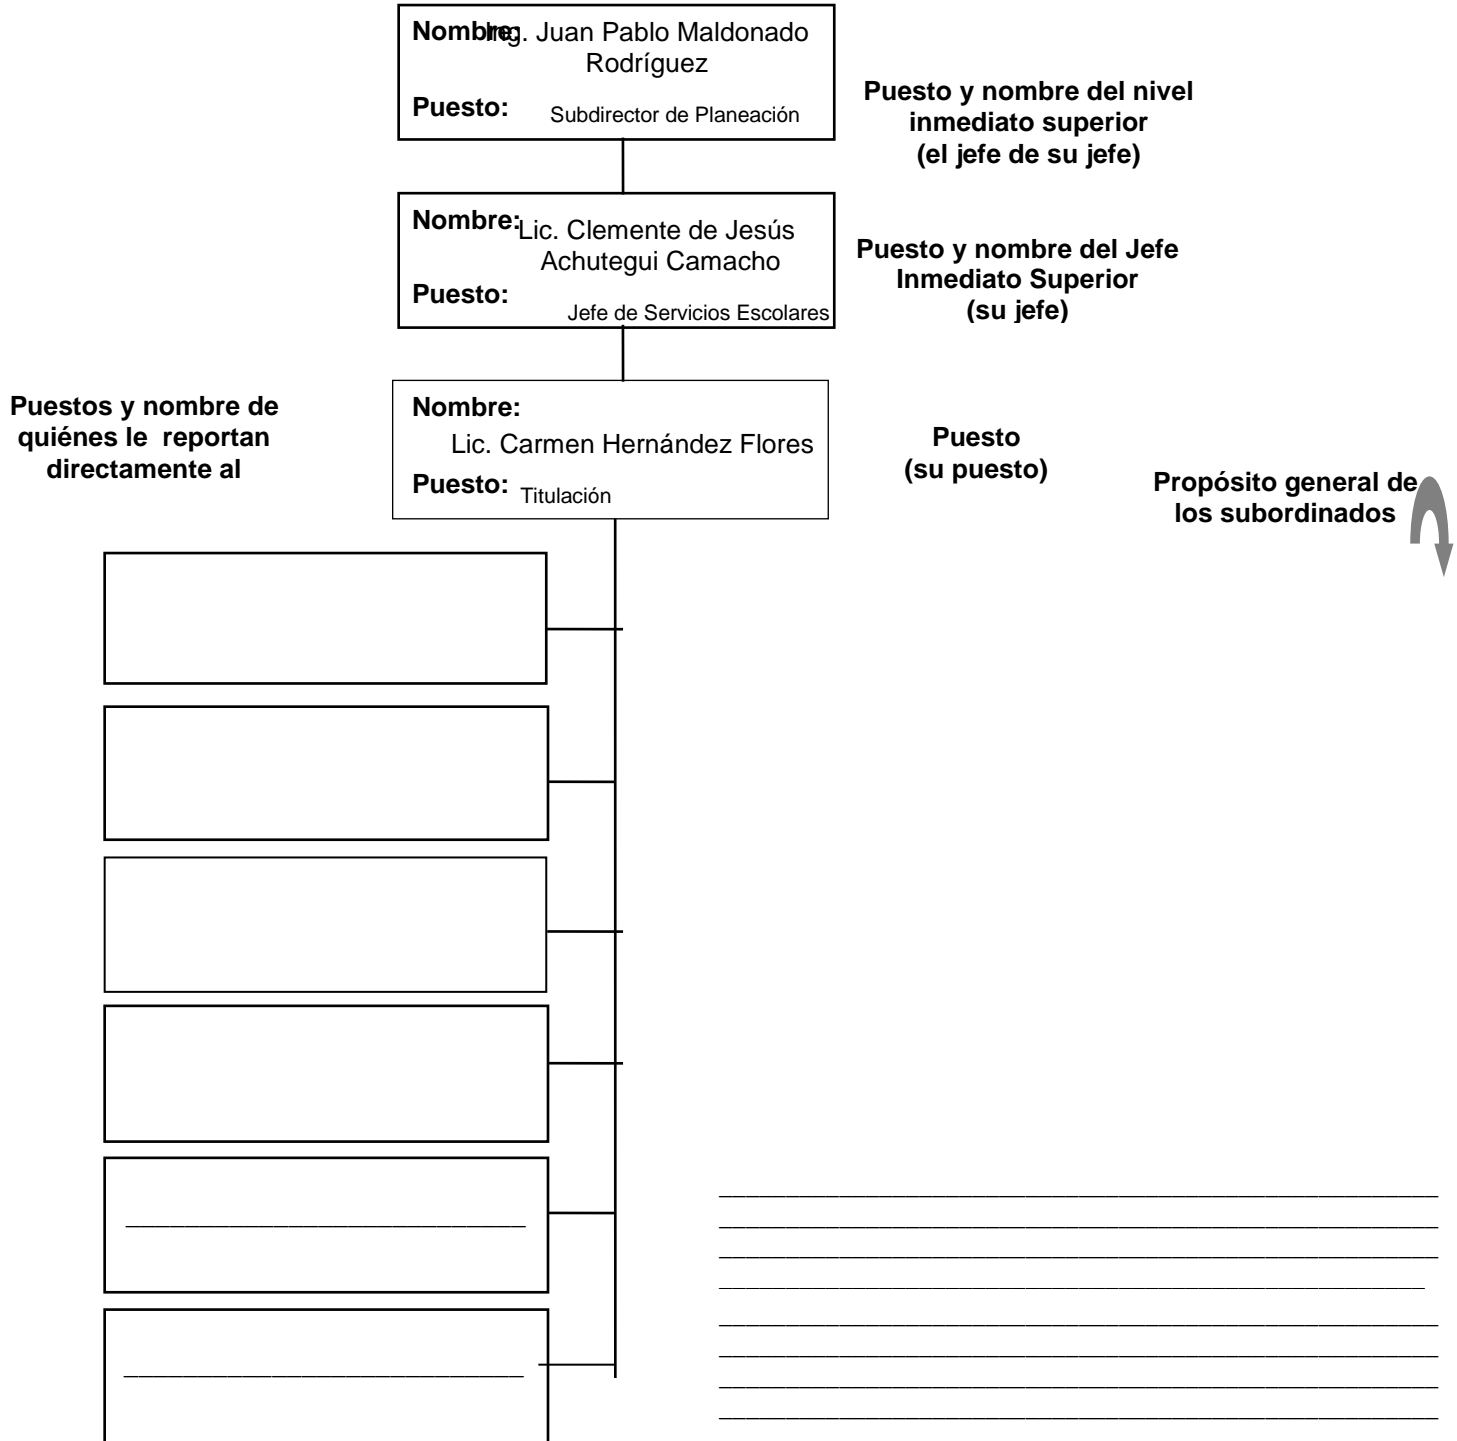 Nombre: Ing. Juan Pablo Maldonado
Rodríguez
Puesto: Subdirector de Planeación
Puesto y nombre del nivel
inmediato superior
(el jefe de su jefe)
Nombre: Lic. Clemente de Jesús
Achutegui Camacho
Puesto:
Jefe de Servicios Escolares
Puesto y nombre del Jefe
Inmediato Superior
(su jefe)
Puestos y nombre de
quiénes le reportan
directamente al
Nombre:
Lic. Carmen Hernández Flores
Puesto: Titulación
Puesto
(su puesto)
Propósito general de
los subordinados